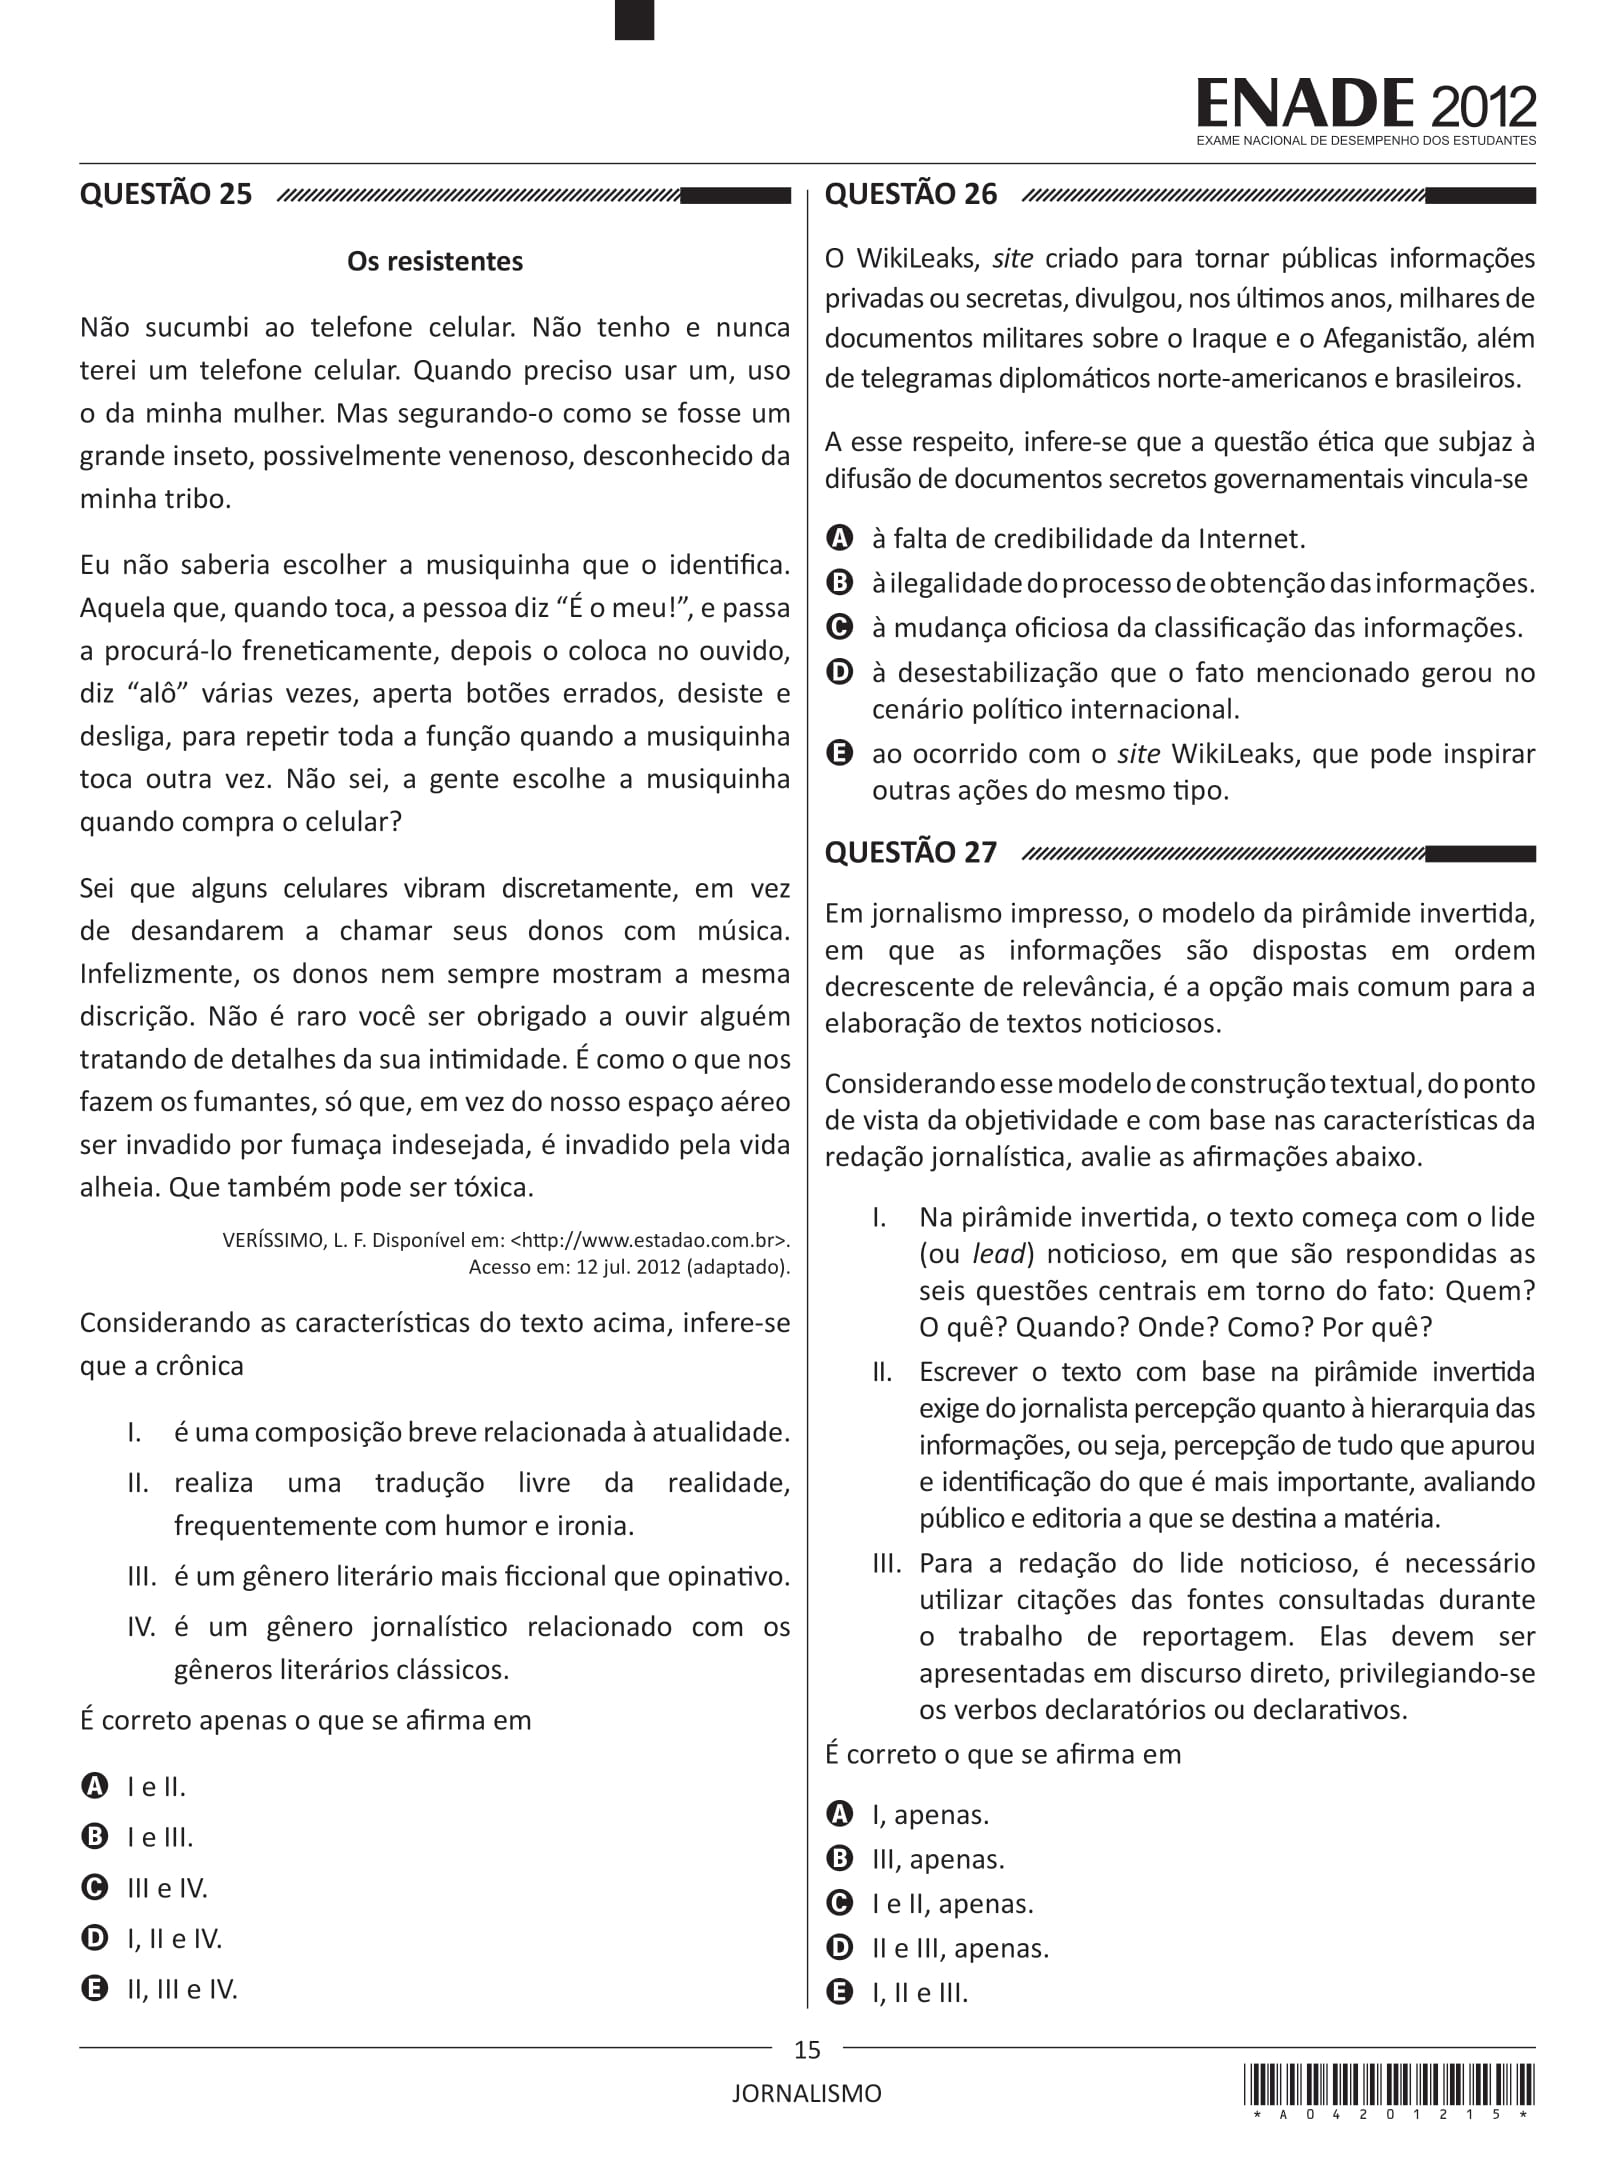 ENADE 2012
EXAME NACIONAL DE DESEMPENHO DOS ESTUDANTES
QUESTÃO 25
Os resistentes
Não sucumbi ao telefone celular. Não tenho e nunca
terei um telefone celular. Quando preciso usar um, uso
o da minha mulher. Mas segurando-o como se fosse um
grande inseto, possivelmente venenoso, desconhecido da
minha tribo.
Eu não saberia escolher a musiquinha que o identifica.
Aquela que, quando toca, a pessoa diz “É o meu!”, e passa
a procurá-lo freneticamente, depois o coloca no ouvido,
diz “alô” várias vezes, aperta botões errados, desiste e
desliga, para repetir toda a função quando a musiquinha
toca outra vez. Não sei, a gente escolhe a musiquinha
quando compra o celular?
Sei que alguns celulares vibram discretamente, em vez
de desandarem a chamar seus donos com música.
Infelizmente, os donos nem sempre mostram a mesma
discrição. Não é raro você ser obrigado a ouvir alguém
tratando de detalhes da sua intimidade. É como o que nos
fazem os fumantes, só que, em vez do nosso espaço aéreo
ser invadido por fumaça indesejada, é invadido pela vida
alheia. Que também pode ser tóxica.
VERÍSSIMO, L. F. Disponível em: <http://www.estadao.com.br>.
Acesso em: 12 jul. 2012 (adaptado).
Considerando as características do texto acima, infere-se
que a crônica
I. é uma composição breve relacionada à atualidade.
II. realiza uma tradução livre da realidade,
frequentemente com humor e ironia.
III. é um gênero literário mais ficcional que opinativo.
IV. é um gênero jornalístico relacionado com os
gêneros literários clássicos.
É correto apenas o que se afirma em
A I e II.
B I e III.
C III e IV.
D I, II e IV.
E II, III e IV.
QUESTÃO 26
O WikiLeaks, site criado para tornar públicas informações
privadas ou secretas, divulgou, nos últimos anos, milhares de
documentos militares sobre o Iraque e o Afeganistão, além
de telegramas diplomáticos norte-americanos e brasileiros.
A esse respeito, infere-se que a questão ética que subjaz à
difusão de documentos secretos governamentais vincula-se
A à falta de credibilidade da Internet.
B à ilegalidade do processo de obtenção das informações.
C à mudança oficiosa da classificação das informações.
D à desestabilização que o fato mencionado gerou no
cenário político internacional.
E ao ocorrido com o site WikiLeaks, que pode inspirar
outras ações do mesmo tipo.
QUESTÃO 27
Em jornalismo impresso, o modelo da pirâmide invertida,
em que as informações são dispostas em ordem
decrescente de relevância, é a opção mais comum para a
elaboração de textos noticiosos.
Considerando esse modelo de construção textual, do ponto
de vista da objetividade e com base nas características da
redação jornalística, avalie as afirmações abaixo.
I. Na pirâmide invertida, o texto começa com o lide
(ou lead) noticioso, em que são respondidas as
seis questões centrais em torno do fato: Quem?
O quê? Quando? Onde? Como? Por quê?
II. Escrever o texto com base na pirâmide invertida
exige do jornalista percepção quanto à hierarquia das
informações, ou seja, percepção de tudo que apurou
e identificação do que é mais importante, avaliando
público e editoria a que se destina a matéria.
III. Para a redação do lide noticioso, é necessário
utilizar citações das fontes consultadas durante
o trabalho de reportagem. Elas devem ser
apresentadas em discurso direto, privilegiando-se
os verbos declaratórios ou declarativos.
É correto o que se afirma em
A I, apenas.
B III, apenas.
C I e II, apenas.
D II e III, apenas.
E I, II e III.
15
JORNALISMO
* A 0 4 2 0 1 2 1 5 *